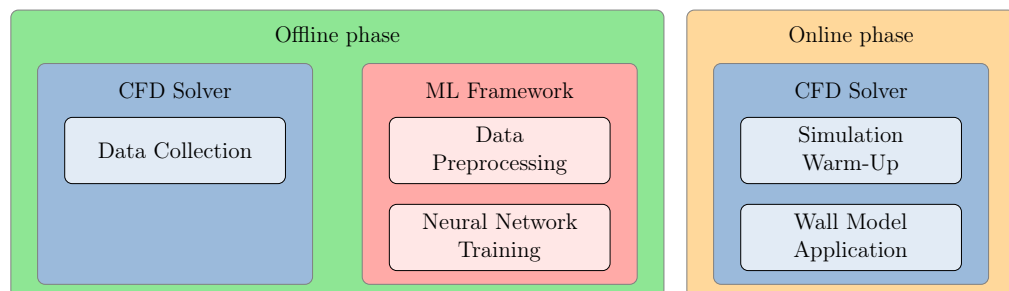 Offline phase
CFD Solver
Data Collection
ML Framework
Data
Preprocessing
Neural Network
Training
Online phase
CFD Solver
Simulation
Warm-Up
Wall Model
Application